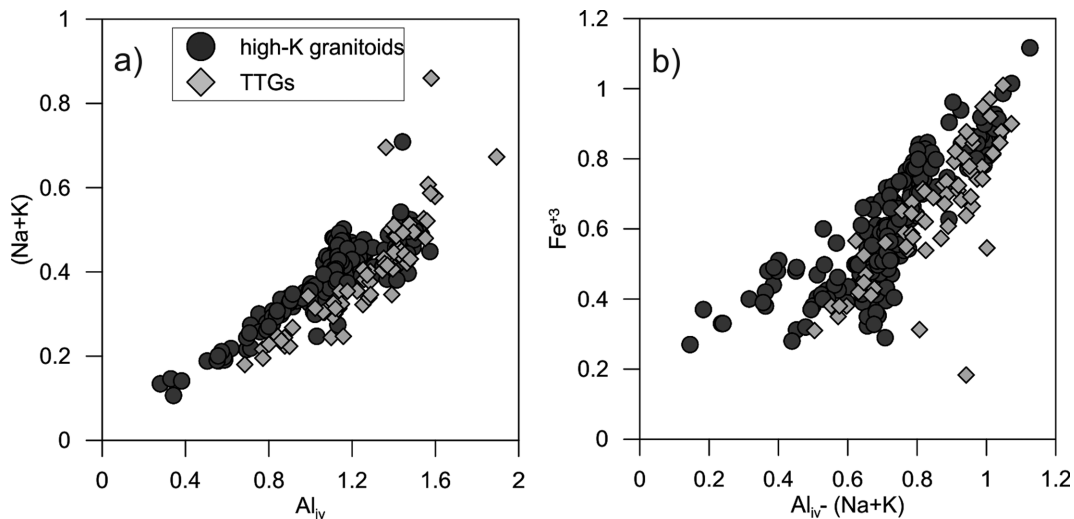 a)
high-K granitoids
TTGs
(Na+K)
1
0.8
0.6
0.4
0.2
0
0 0.4 0.8 1.2 1.6 2
Al_iv
b)
Fe⁺³
1.2
1
0.8
0.6
0.4
0.2
0
0 0.2 0.4 0.6 0.8 1 1.2
Al_iv- (Na+K)